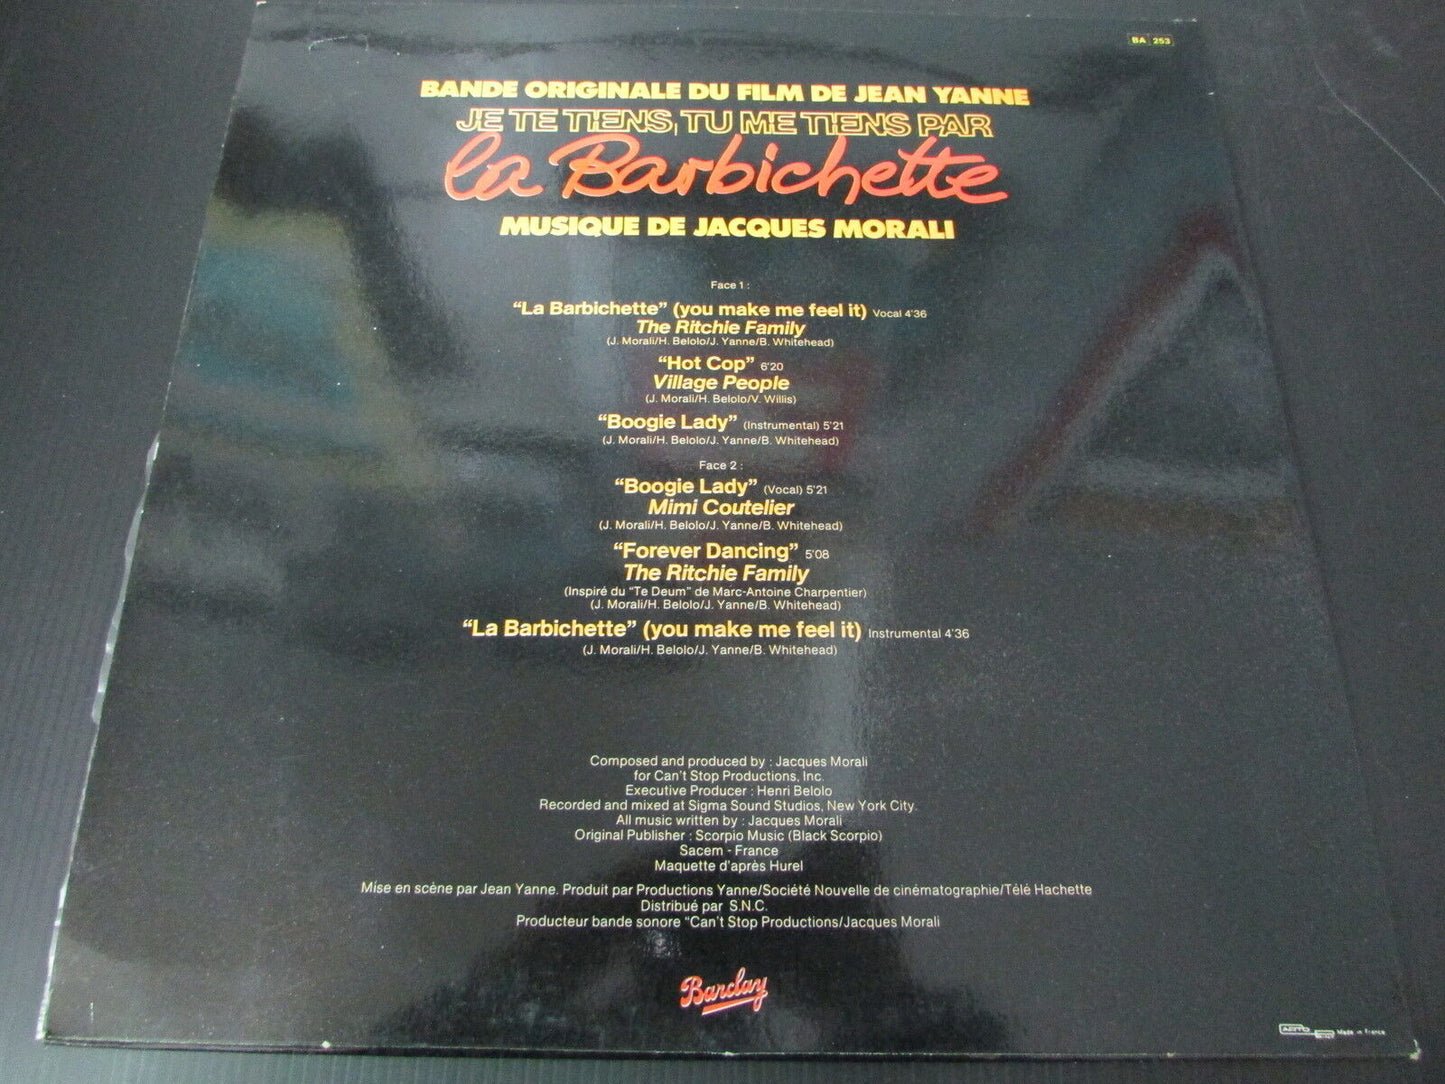 BA 253
BANDE ORIGINALE DU FILM DE JEAN YANNE
JE TE TIENS, TU ME TIENS PAR
la Barbichette
MUSIQUE DE JACQUES MORALI
Face 1 :
“La Barbichette” (you make me feel it) Vocal 4'36
The Ritchie Family
(J. Morali/H. Belolo/J. Yanne/B. Whitehead)
“Hot Cop” 6'20
Village People
(J. Morali/H. Belolo/V. Willis)
“Boogie Lady” (Instrumental) 5'21
(J. Morali/H. Belolo/J. Yanne/B. Whitehead)
Face 2 :
“Boogie Lady” (Vocal) 5'21
Mimi Coutelier
(J. Morali/H. Belolo/J. Yanne/B. Whitehead)
“Forever Dancing” 5'08
The Ritchie Family
(Inspiré du “Te Deum” de Marc-Antoine Charpentier)
(J. Morali/H. Belolo/J. Yanne/B. Whitehead)
“La Barbichette” (you make me feel it) Instrumental 4'36
(J. Morali/H. Belolo/J. Yanne/B. Whitehead)
Composed and produced by : Jacques Morali
for Can't Stop Productions, Inc.
Executive Producer : Henri Belolo
Recorded and mixed at Sigma Sound Studios, New York City.
All music written by : Jacques Morali
Original Publisher : Scorpio Music (Black Scorpio)
Sacem - France
Maquette d'après Hurel
Mise en scène par Jean Yanne. Produit par Productions Yanne/Société Nouvelle de cinématographie/Télé Hachette
Distribué par S.N.C.
Producteur bande sonore “Can't Stop Productions/Jacques Morali
Barclay
Made in France